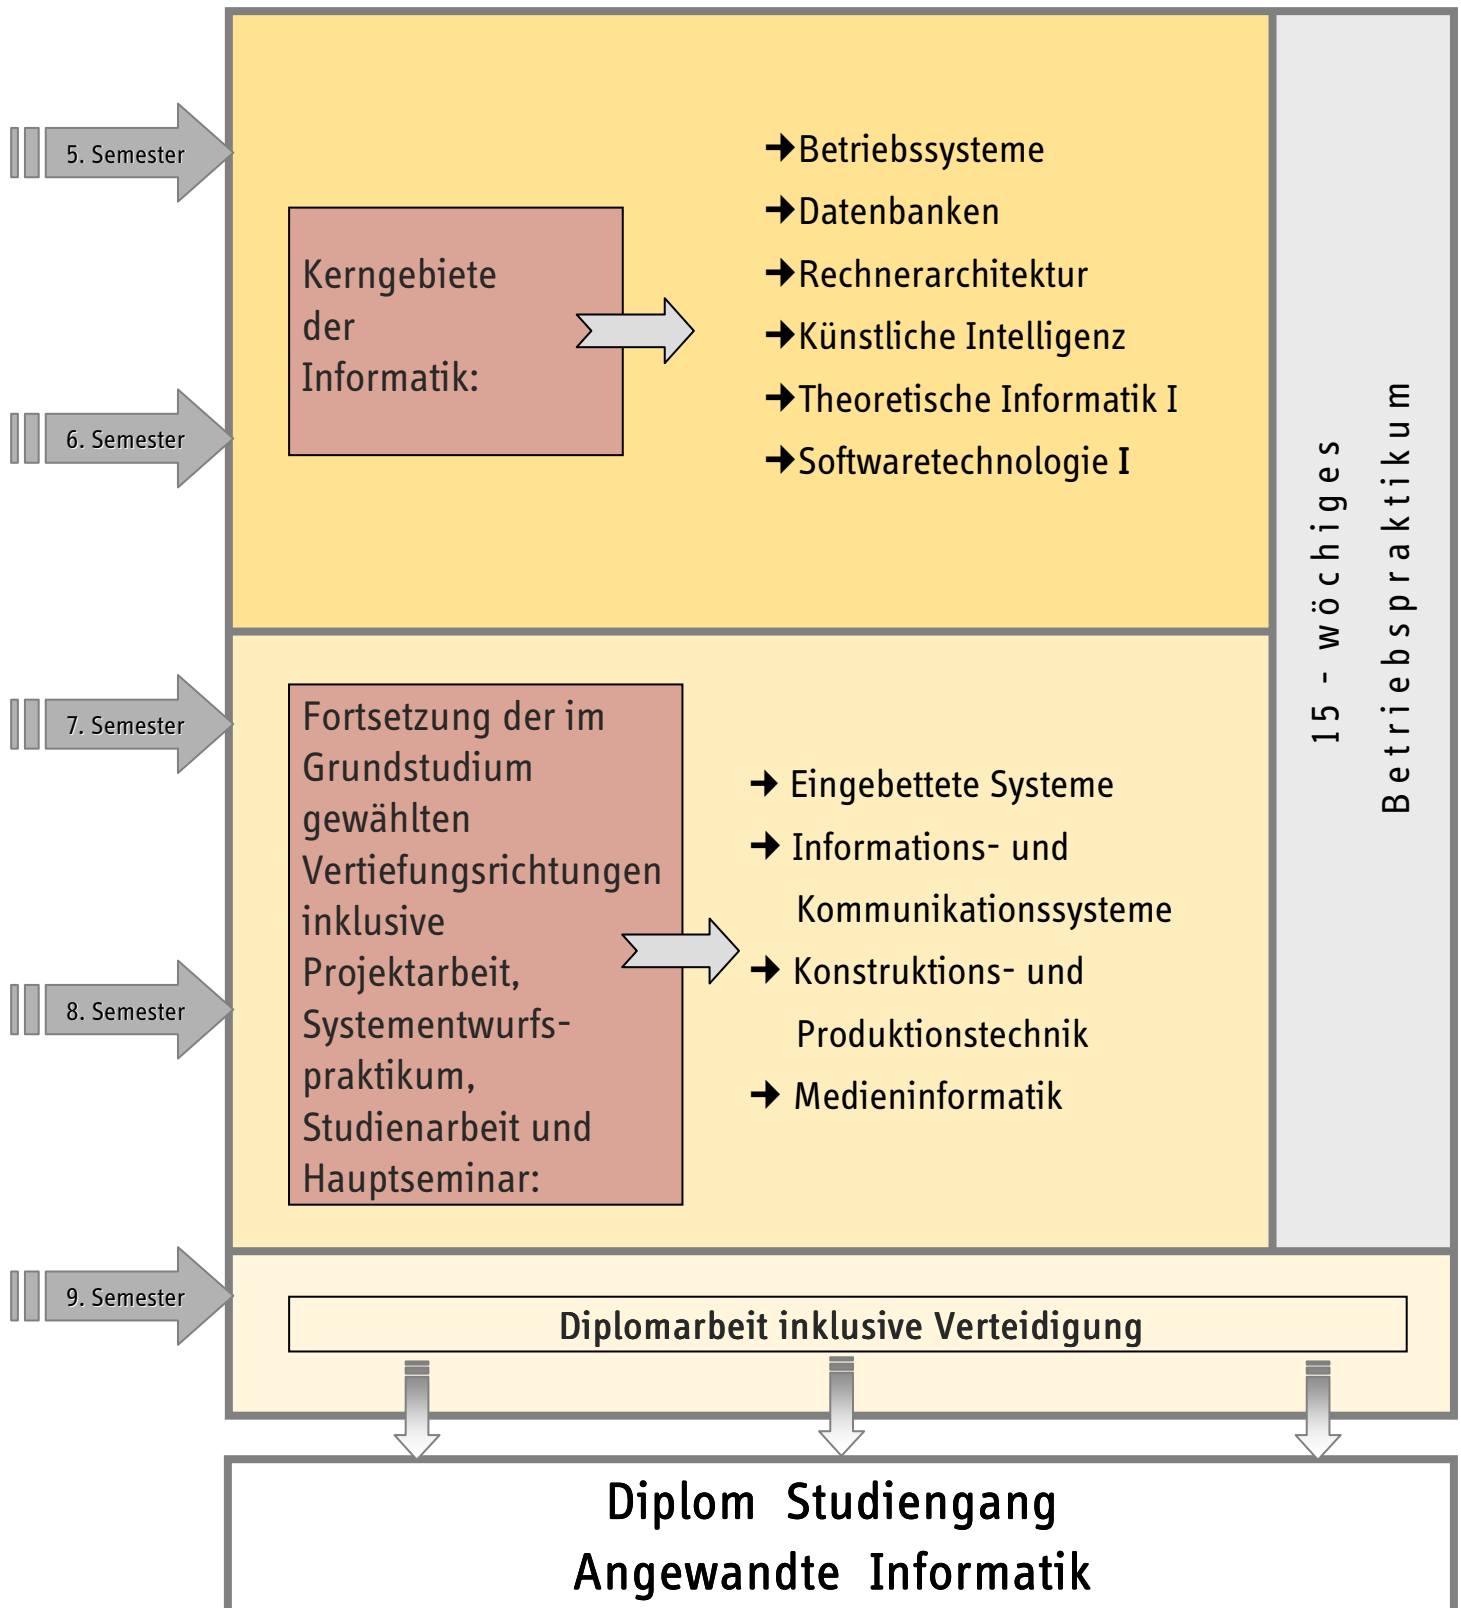 5. Semester
6. Semester
Kerngebiete
der
Informatik:
➔Betriebssysteme
➔Datenbanken
➔Rechnerarchitektur
➔Künstliche Intelligenz
➔Theoretische Informatik I
➔Softwaretechnologie I
15 - wöchiges
Betriebspraktikum
7. Semester
8. Semester
Fortsetzung der im
Grundstudium
gewählten
Vertiefungsrichtungen
inklusive
Projektarbeit,
Systementwurfs-
praktikum,
Studienarbeit und
Hauptseminar:
➔ Eingebettete Systeme
➔ Informations- und
Kommunikationssysteme
➔ Konstruktions- und
Produktionstechnik
➔ Medieninformatik
9. Semester
Diplomarbeit inklusive Verteidigung
Diplom Studiengang
Angewandte Informatik